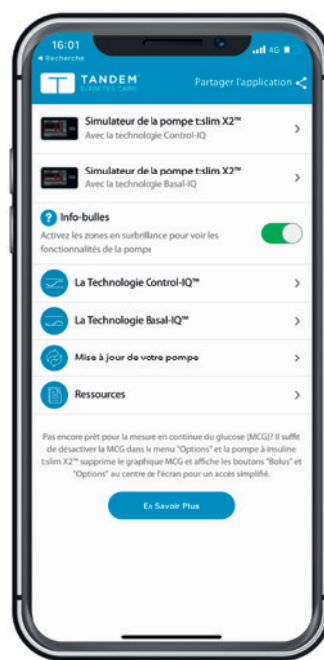 16:01
4G
Recherche
TANDEM
DIABETES CARE
Partager l'application
Simulateur de la pompe t:slim X2™
Avec la technologie Control-IQ
Simulateur de la pompe t:slim X2™
Avec la technologie Basal-IQ
? Info-bulles
Activez les zones en surbrillance pour voir les
fonctionnalités de la pompe
La Technologie Control-IQ™
La Technologie Basal-IQ™
Mise à jour de votre pompe
Ressources
Pas encore prêt pour la mesure en continue du glucose (MCG)? Il suffit
de désactiver la MCG dans le menu "Options" et la pompe à insuline
t:slim X2™ supprime le graphique MCG et affiche les boutons "Bolus" et
"Options" au centre de l'écran pour un accès simplifié.
En Savoir Plus